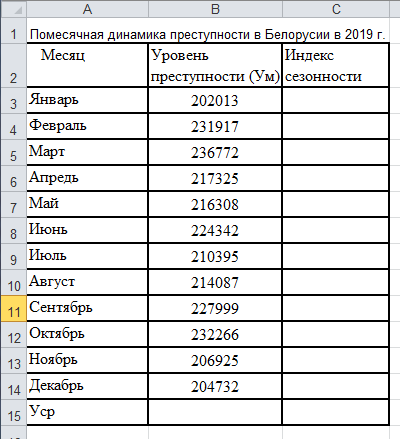 A B C
1 Помесячная динамика преступности в Белорусии в 2019 г.
Месяц Уровень Индекс
2 преступности (Ум) сезонности
3 Январь 202013
4 Февраль 231917
5 Март 236772
6 Апредь 217325
7 Май 216308
8 Июнь 224342
9 Июль 210395
10 Август 214087
11 Сентябрь 227999
12 Октябрь 232266
13 Ноябрь 206925
14 Декабрь 204732
15 Уср